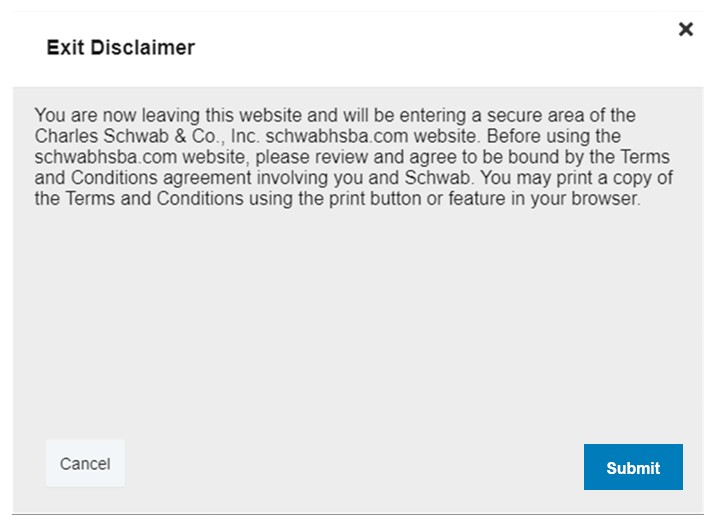 Exit Disclaimer
You are now leaving this website and will be entering a secure area of the
Charles Schwab & Co., Inc. schwabhsba.com website. Before using the
schwabhsba.com website, please review and agree to be bound by the Terms
and Conditions agreement involving you and Schwab. You may print a copy of
the Terms and Conditions using the print button or feature in your browser.
Cancel
Submit